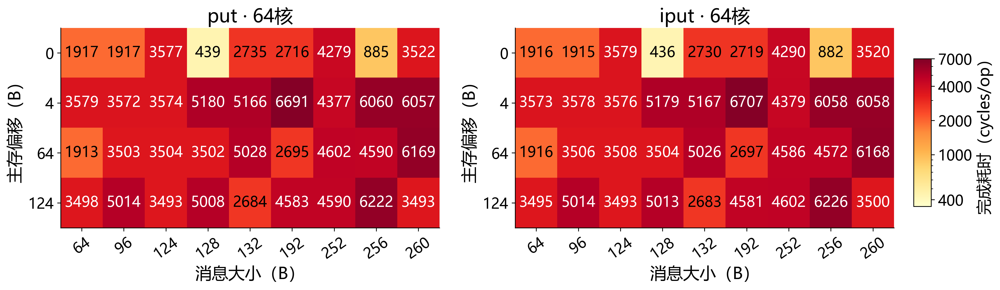 put · 64核
主存偏移（B）
0 1917 1917 3577 439 2735 2716 4279 885 3522
4 3579 3572 3574 5180 5166 6691 4377 6060 6057
64 1913 3503 3504 3502 5028 2695 4602 4590 6169
124 3498 5014 3493 5008 2684 4583 4590 6222 3493
64 96 124 128 132 192 252 256 260
消息大小（B）
iput · 64核
主存偏移（B）
0 1916 1915 3579 436 2730 2719 4290 882 3520
4 3573 3578 3576 5179 5167 6707 4379 6058 6058
64 1916 3506 3508 3504 5026 2697 4586 4572 6168
124 3495 5014 3493 5013 2683 4581 4602 6226 3500
64 96 124 128 132 192 252 256 260
消息大小（B）
7000
4000
2000
1000
400
完成耗时（cycles/op）